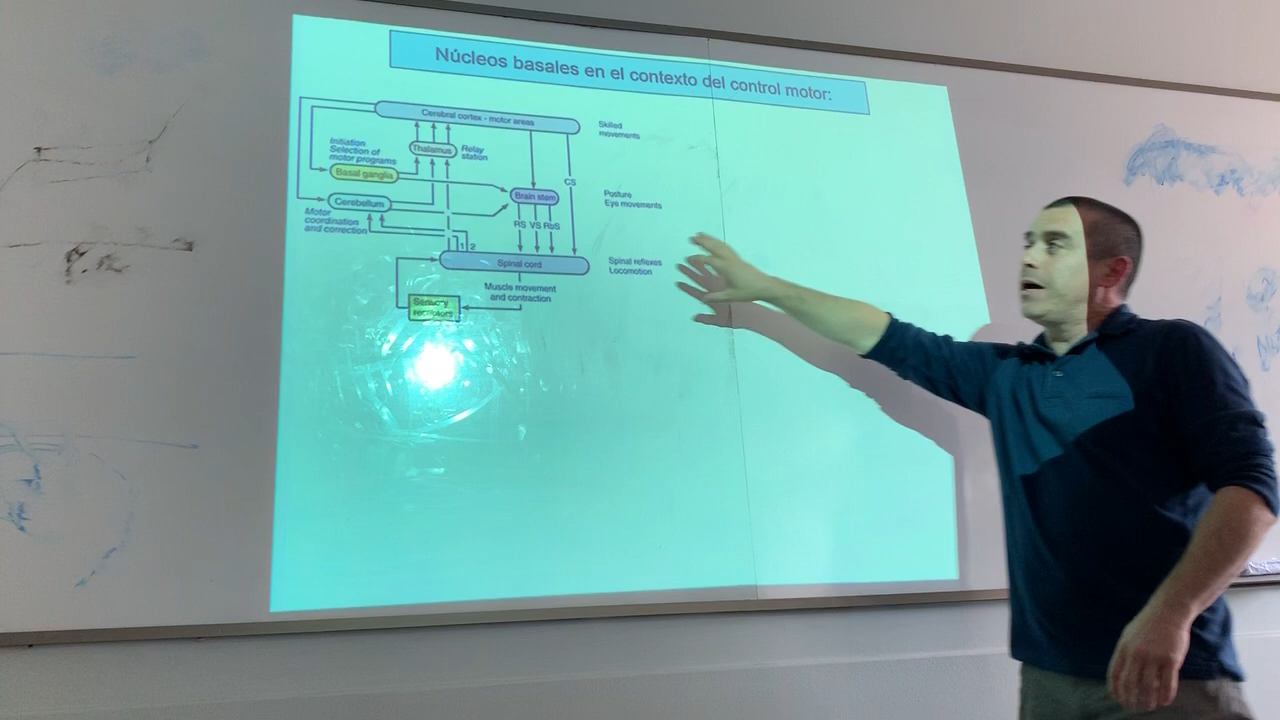 Núcleos basales en el contexto del control motor:
Cerebral cortex - motor areas
Skilled
movements
Initiation
Selection of
motor programs
Thalamus
Relay
station
Basal ganglia
CS
Cerebellum
Brain stem
Posture
Eye movements
Motor
coordination
and correction
RS VS RbS
1 2
Spinal cord
Spinal reflexes
Locomotion
Muscle movement
and contraction
Sensory
receptors